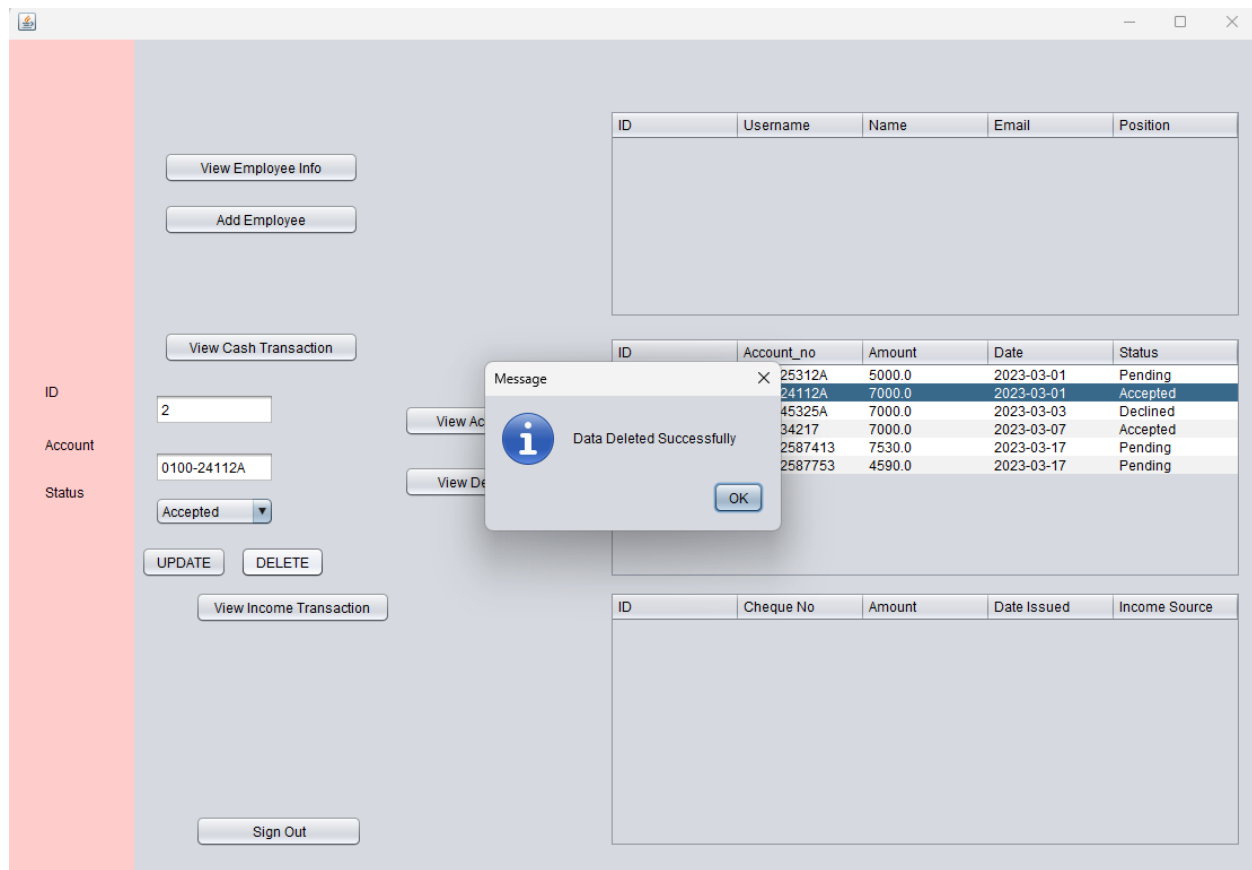 ID Username Name Email Position
View Employee Info
Add Employee
View Cash Transaction
ID Account_no Amount Date Status
25312A 5000.0 2023-03-01 Pending
24112A 7000.0 2023-03-01 Accepted
45325A 7000.0 2023-03-03 Declined
34217 7000.0 2023-03-07 Accepted
2587413 7530.0 2023-03-17 Pending
2587753 4590.0 2023-03-17 Pending
Message
Data Deleted Successfully
OK
ID
2
View Ac
Account
0100-24112A
View De
Status
Accepted
UPDATE DELETE
View Income Transaction
ID Cheque No Amount Date Issued Income Source
Sign Out